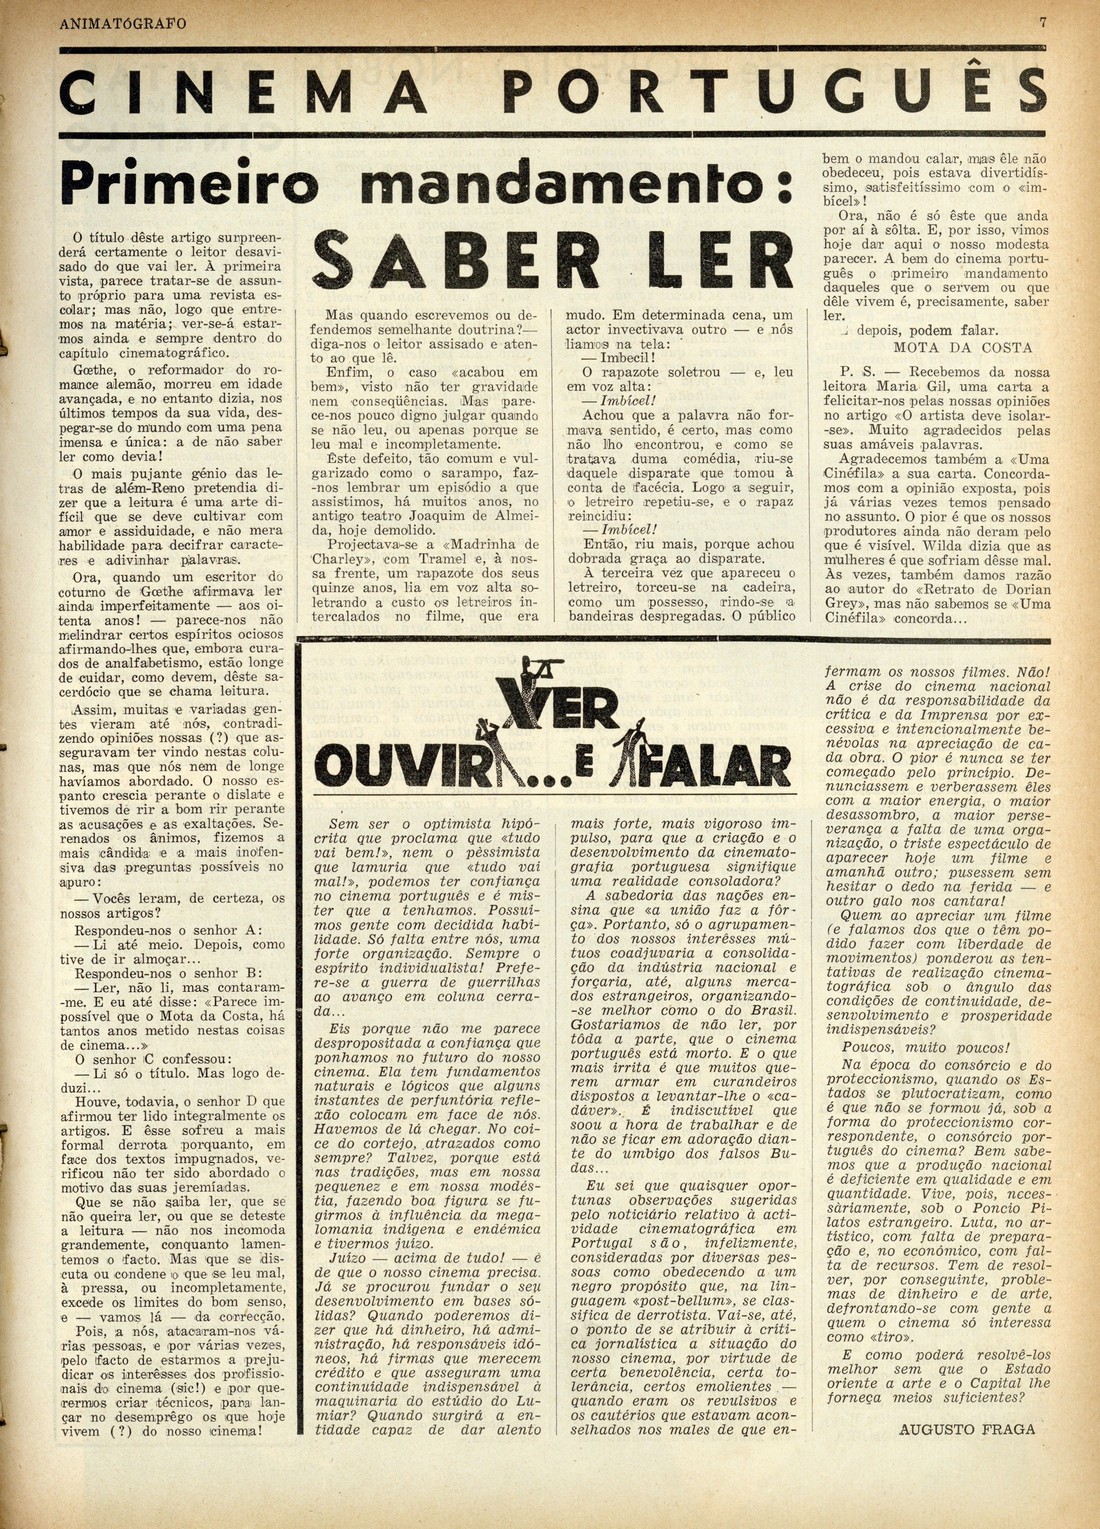 ANIMATÓGRAFO
7
CINEMA PORTUGUÊS
Primeiro mandamento:
SABER LER
O título dêste artigo surpreen-
derá certamente o leitor desavi-
sado do que vai ler. À primeira
vista, parece tratar-se de assun-
to próprio para uma revista es-
colar; mas não, logo que entre-
mos na matéria; ver-se-á estar-
mos ainda e sempre dentro do
capítulo cinematográfico.
Gœthe, o reformador do ro-
mance alemão, morreu em idade
avançada, e no entanto dizia, nos
últimos tempos da sua vida, des-
pegar-se do mundo com uma pena
imensa e única: a de não saber
ler como devia!
O mais pujante génio das le-
tras de além-Reno pretendia di-
zer que a leitura é uma arte di-
fícil que se deve cultivar com
amor e assiduidade, e não mera
habilidade para decifrar caracte-
res e adivinhar palavras.
Ora, quando um escritor do
coturno de Gœthe afirmava ler
ainda imperfeitamente — aos oi-
tenta anos! — parece-nos não
melindrar certos espíritos ociosos
afirmando-lhes que, embora cura-
dos de analfabetismo, estão longe
de cuidar, como devem, dêste sa-
cerdócio que se chama leitura.
Assim, muitas e variadas gen-
tes vieram até nós, contradi-
zendo opiniões nossas (?) que as-
seguravam ter vindo nestas colu-
nas, mas que nós nem de longe
havíamos abordado. O nosso es-
panto crescia perante o dislate e
tivemos de rir a bom rir perante
as acusações e as exaltações. Se-
renados os ânimos, fizemos a
mais cândida e a mais inofen-
siva das preguntas possíveis no
apuro:
— Vocês leram, de certeza, os
nossos artigos?
Respondeu-nos o senhor A:
— Li até meio. Depois, como
tive de ir almoçar...
Respondeu-nos o senhor B:
— Ler, não li, mas contaram-
-me. E eu até disse: «Parece im-
possível que o Mota da Costa, há
tantos anos metido nestas coisas
de cinema...»
O senhor C confessou:
— Li só o título. Mas logo de-
duzi...
Houve, todavia, o senhor D que
afirmou ter lido integralmente os
artigos. E êsse sofreu a mais
formal derrota porquanto, em
face dos textos impugnados, ve-
rificou não ter sido abordado o
motivo das suas jeremíadas.
Que se não saiba ler, que se
não queira ler, ou que se deteste
a leitura — não nos incomoda
grandemente, conquanto lamen-
temos o facto. Mas que se dis-
cuta ou condene o que se leu mal,
à pressa, ou incompletamente,
excede os limites do bom senso,
e — vamos lá — da correcção.
Pois, a nós, atacaram-nos vá-
rias pessoas, e por várias vezes,
pelo facto de estarmos a preju-
dicar os interêsses dos profissio-
nais do cinema (sic!) e por que-
rermos criar técnicos, para lan-
çar no desemprêgo os que hoje
vivem (?) do nosso cinema!
Mas quando escrevemos ou de-
fendemos semelhante doutrina?—
diga-nos o leitor assisado e aten-
to ao que lê.
Enfim, o caso «acabou em
bem», visto não ter gravidade
nem conseqüências. Mas pare-
ce-nos pouco digno julgar quando
se não leu, ou apenas porque se
leu mal e incompletamente.
Êste defeito, tão comum e vul-
garizado como o sarampo, faz-
-nos lembrar um episódio a que
assistimos, há muitos anos, no
antigo teatro Joaquim de Almei-
da, hoje demolido.
Projectava-se a «Madrinha de
Charley», com Tramel e, à nos-
sa frente, um rapazote dos seus
quinze anos, lia em voz alta so-
letrando a custo os letreiros in-
tercalados no filme, que era
mudo. Em determinada cena, um
actor invectivava outro — e nós
liamos na tela:
— Imbecil!
O rapazote soletrou — e, leu
em voz alta:
— Imbícel!
Achou que a palavra não for-
mava sentido, é certo, mas como
não lho encontrou, e como se
tratava duma comédia, riu-se
daquele disparate que tomou à
conta de facécia. Logo a seguir,
o letreiro repetiu-se, e o rapaz
reincidiu:
— Imbícel!
Então, riu mais, porque achou
dobrada graça ao disparate.
À terceira vez que apareceu o
letreiro, torceu-se na cadeira,
como um possesso, rindo-se a
bandeiras despregadas. O público
bem o mandou calar, mas êle não
obedeceu, pois estava divertidís-
simo, satisfeitíssimo com o «im-
bícel»!
Ora, não é só êste que anda
por aí à sôlta. E, por isso, vimos
hoje dar aqui o nosso modesta
parecer. A bem do cinema portu-
guês o primeiro mandamento
daqueles que o servem ou que
dêle vivem é, precisamente, saber
ler.
depois, podem falar.
MOTA DA COSTA
P. S. — Recebemos da nossa
leitora Maria Gil, uma carta a
felicitar-nos pelas nossas opiniões
no artigo «O artista deve isolar-
-se». Muito agradecidos pelas
suas amáveis palavras.
Agradecemos também a «Uma
Cinéfila» a sua carta. Concorda-
mos com a opinião exposta, pois
já várias vezes temos pensado
no assunto. O pior é que os nossos
produtores ainda não deram pelo
que é visível. Wilda dizia que as
mulheres é que sofriam dêsse mal.
Às vezes, também damos razão
ao autor do «Retrato de Dorian
Grey», mas não sabemos se «Uma
Cinéfila» concorda...
VER
OUVIR... E FALAR
Sem ser o optimista hipó-
crita que proclama que «tudo
vai bem!», nem o pèssimista
que lamuria que «tudo vai
mal!», podemos ter confiança
no cinema português e é mis-
ter que a tenhamos. Possui-
mos gente com decidida habi-
lidade. Só falta entre nós, uma
forte organização. Sempre o
espírito individualista! Prefe-
re-se a guerra de guerrilhas
ao avanço em coluna cerra-
da...
Eis porque não me parece
despropositada a confiança que
ponhamos no futuro do nosso
cinema. Ela tem fundamentos
naturais e lógicos que alguns
instantes de perfuntória refle-
xão colocam em face de nós.
Havemos de lá chegar. No coi-
ce do cortejo, atrazados como
sempre? Talvez, porque está
nas tradições, mas em nossa
pequenez e em nossa modés-
tia, fazendo boa figura se fu-
girmos à influência da mega-
lomania indígena e endémica
e tivermos juízo.
Juízo — acima de tudo! — é
de que o nosso cinema precisa.
Já se procurou fundar o seu
desenvolvimento em bases só-
lidas? Quando poderemos di-
zer que há dinheiro, há admi-
nistração, há responsáveis idó-
neos, há firmas que merecem
crédito e que asseguram uma
continuidade indispensável à
maquinaria do estúdio do Lu-
miar? Quando surgirá a en-
tidade capaz de dar alento
mais forte, mais vigoroso im-
pulso, para que a criação e o
desenvolvimento da cinemato-
grafia portuguesa signifique
uma realidade consoladora?
A sabedoria das nações en-
sina que «a união faz a fôr-
ça». Portanto, só o agrupamen-
to dos nossos interêsses mú-
tuos coadjuvaria a consolida-
ção da indústria nacional e
forçaria, até, alguns merca-
dos estrangeiros, organizando-
-se melhor como o do Brasil.
Gostaríamos de não ler, por
tôda a parte, que o cinema
português está morto. E o que
mais irrita é que muitos que-
rem armar em curandeiros
dispostos a levantar-lhe o «ca-
dáver». É indiscutível que
soou a hora de trabalhar e de
não se ficar em adoração dian-
te do umbigo dos falsos Bu-
das...
Eu sei que quaisquer opor-
tunas observações sugeridas
pelo noticiário relativo à acti-
vidade cinematográfica em
Portugal são, infelizmente,
consideradas por diversas pes-
soas como obedecendo a um
negro propósito que, na lin-
guagem «post-bellum», se clas-
sifica de derrotista. Vai-se, até,
o ponto de se atribuir à críti-
ca jornalística a situação do
nosso cinema, por virtude de
certa benevolência, certa to-
lerância, certos emolientes —
quando eram os revulsivos e
os cautérios que estavam acon-
selhados nos males de que en-
fermam os nossos filmes. Não!
A crise do cinema nacional
não é da responsabilidade da
crítica e da Imprensa por ex-
cessiva e intencionalmente be-
névolas na apreciação de ca-
da obra. O pior é nunca se ter
começado pelo princípio. De-
nunciassem e verberassem êles
com a maior energia, o maior
desassombro, a maior perse-
verança a falta de uma orga-
nização, o triste espectáculo de
aparecer hoje um filme e
amanhã outro; pusessem sem
hesitar o dedo na ferida — e
outro galo nos cantara!
Quem ao apreciar um filme
(e falamos dos que o têm po-
dido fazer com liberdade de
movimentos) ponderou as ten-
tativas de realização cinema-
tográfica sob o ângulo das
condições de continuidade, de-
senvolvimento e prosperidade
indispensáveis?
Poucos, muito poucos!
Na época do consórcio e do
proteccionismo, quando os Es-
tados se plutocratizam, como
é que não se formou já, sob a
forma do proteccionismo cor-
respondente, o consórcio por-
tuguês do cinema? Bem sabe-
mos que a produção nacional
é deficiente em qualidade e em
quantidade. Vive, pois, neces-
sàriamente, sob o Poncio Pi-
latos estrangeiro. Luta, no ar-
tístico, com falta de prepara-
ção e, no económico, com fal-
ta de recursos. Tem de resol-
ver, por conseguinte, proble-
mas de dinheiro e de arte,
defrontando-se com gente a
quem o cinema só interessa
como «tiro».
E como poderá resolvê-los
melhor sem que o Estado
oriente a arte e o Capital lhe
forneça meios suficientes?
AUGUSTO FRAGA